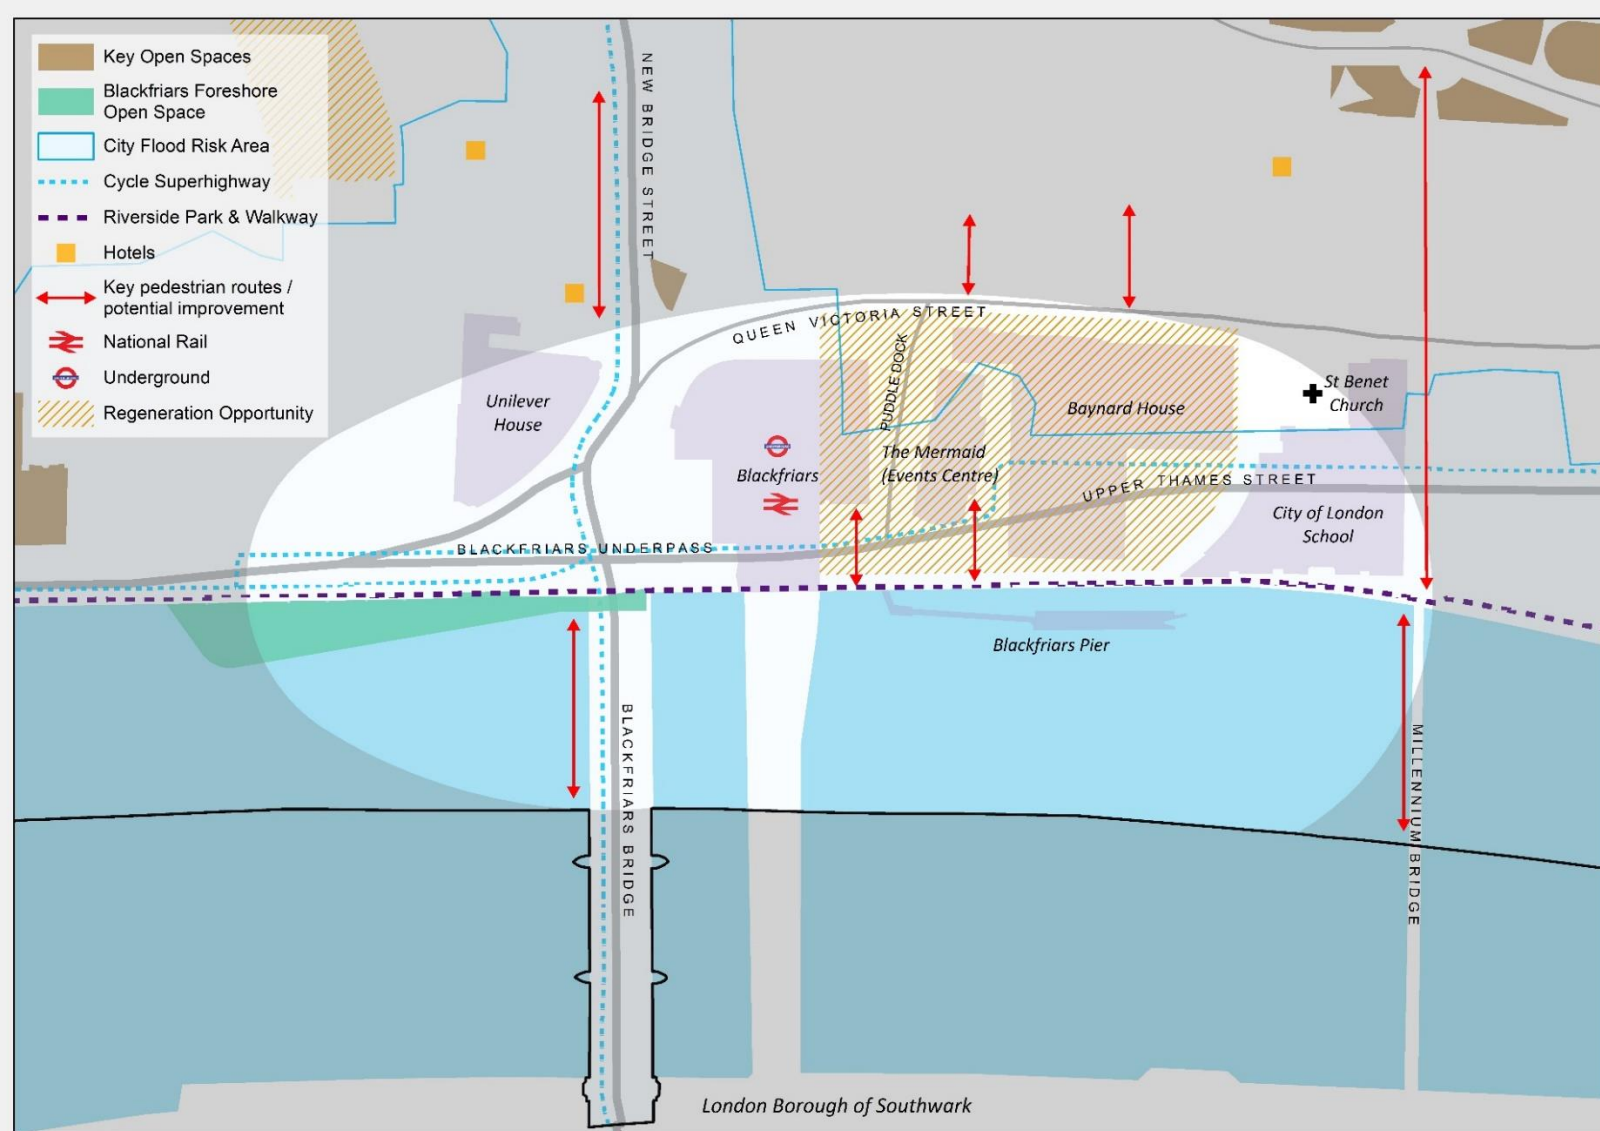 Key Open Spaces
Blackfriars Foreshore
Open Space
City Flood Risk Area
Cycle Superhighway
Riverside Park & Walkway
Hotels
Key pedestrian routes /
potential improvement
National Rail
Underground
Regeneration Opportunity
NEW BRIDGE STREET
QUEEN VICTORIA STREET
PUDDLE DOCK
Unilever
House
Blackfriars
The Mermaid
(Events Centre)
Baynard House
St Benet
Church
UPPER THAMES STREET
City of London
School
BLACKFRIARS UNDERPASS
Blackfriars Pier
BLACKFRIARS BRIDGE
MILLENNIUM BRIDGE
London Borough of Southwark